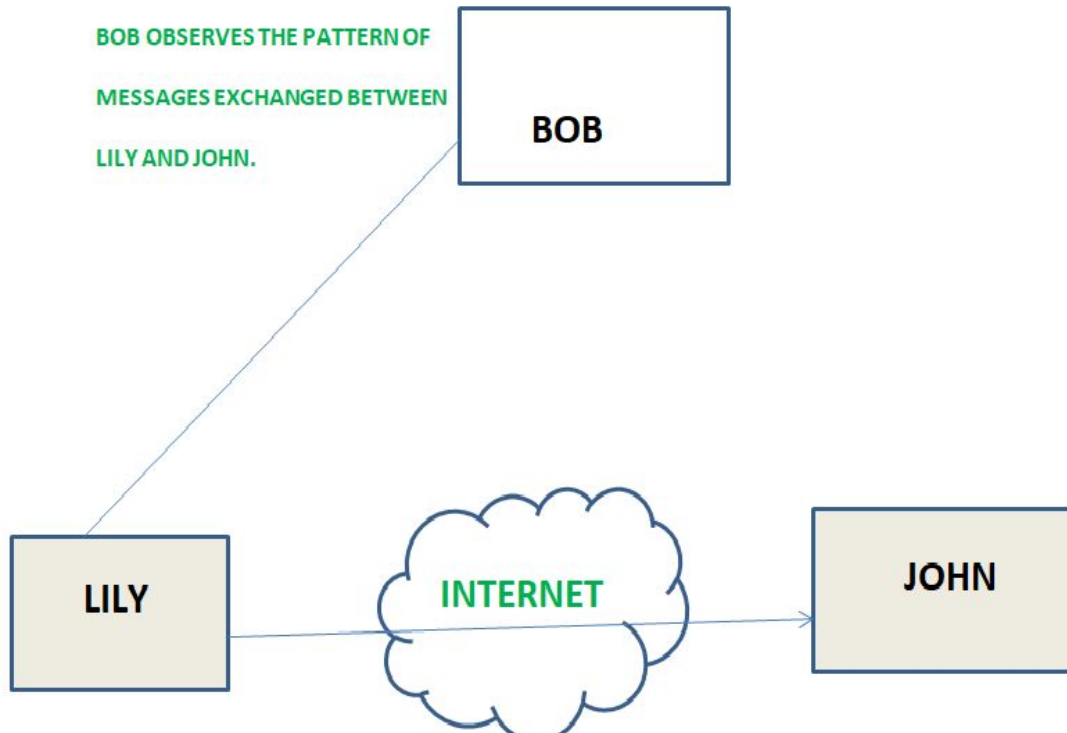 BOB OBSERVES THE PATTERN OF
MESSAGES EXCHANGED BETWEEN
LILY AND JOHN.
BOB
LILY
INTERNET
JOHN